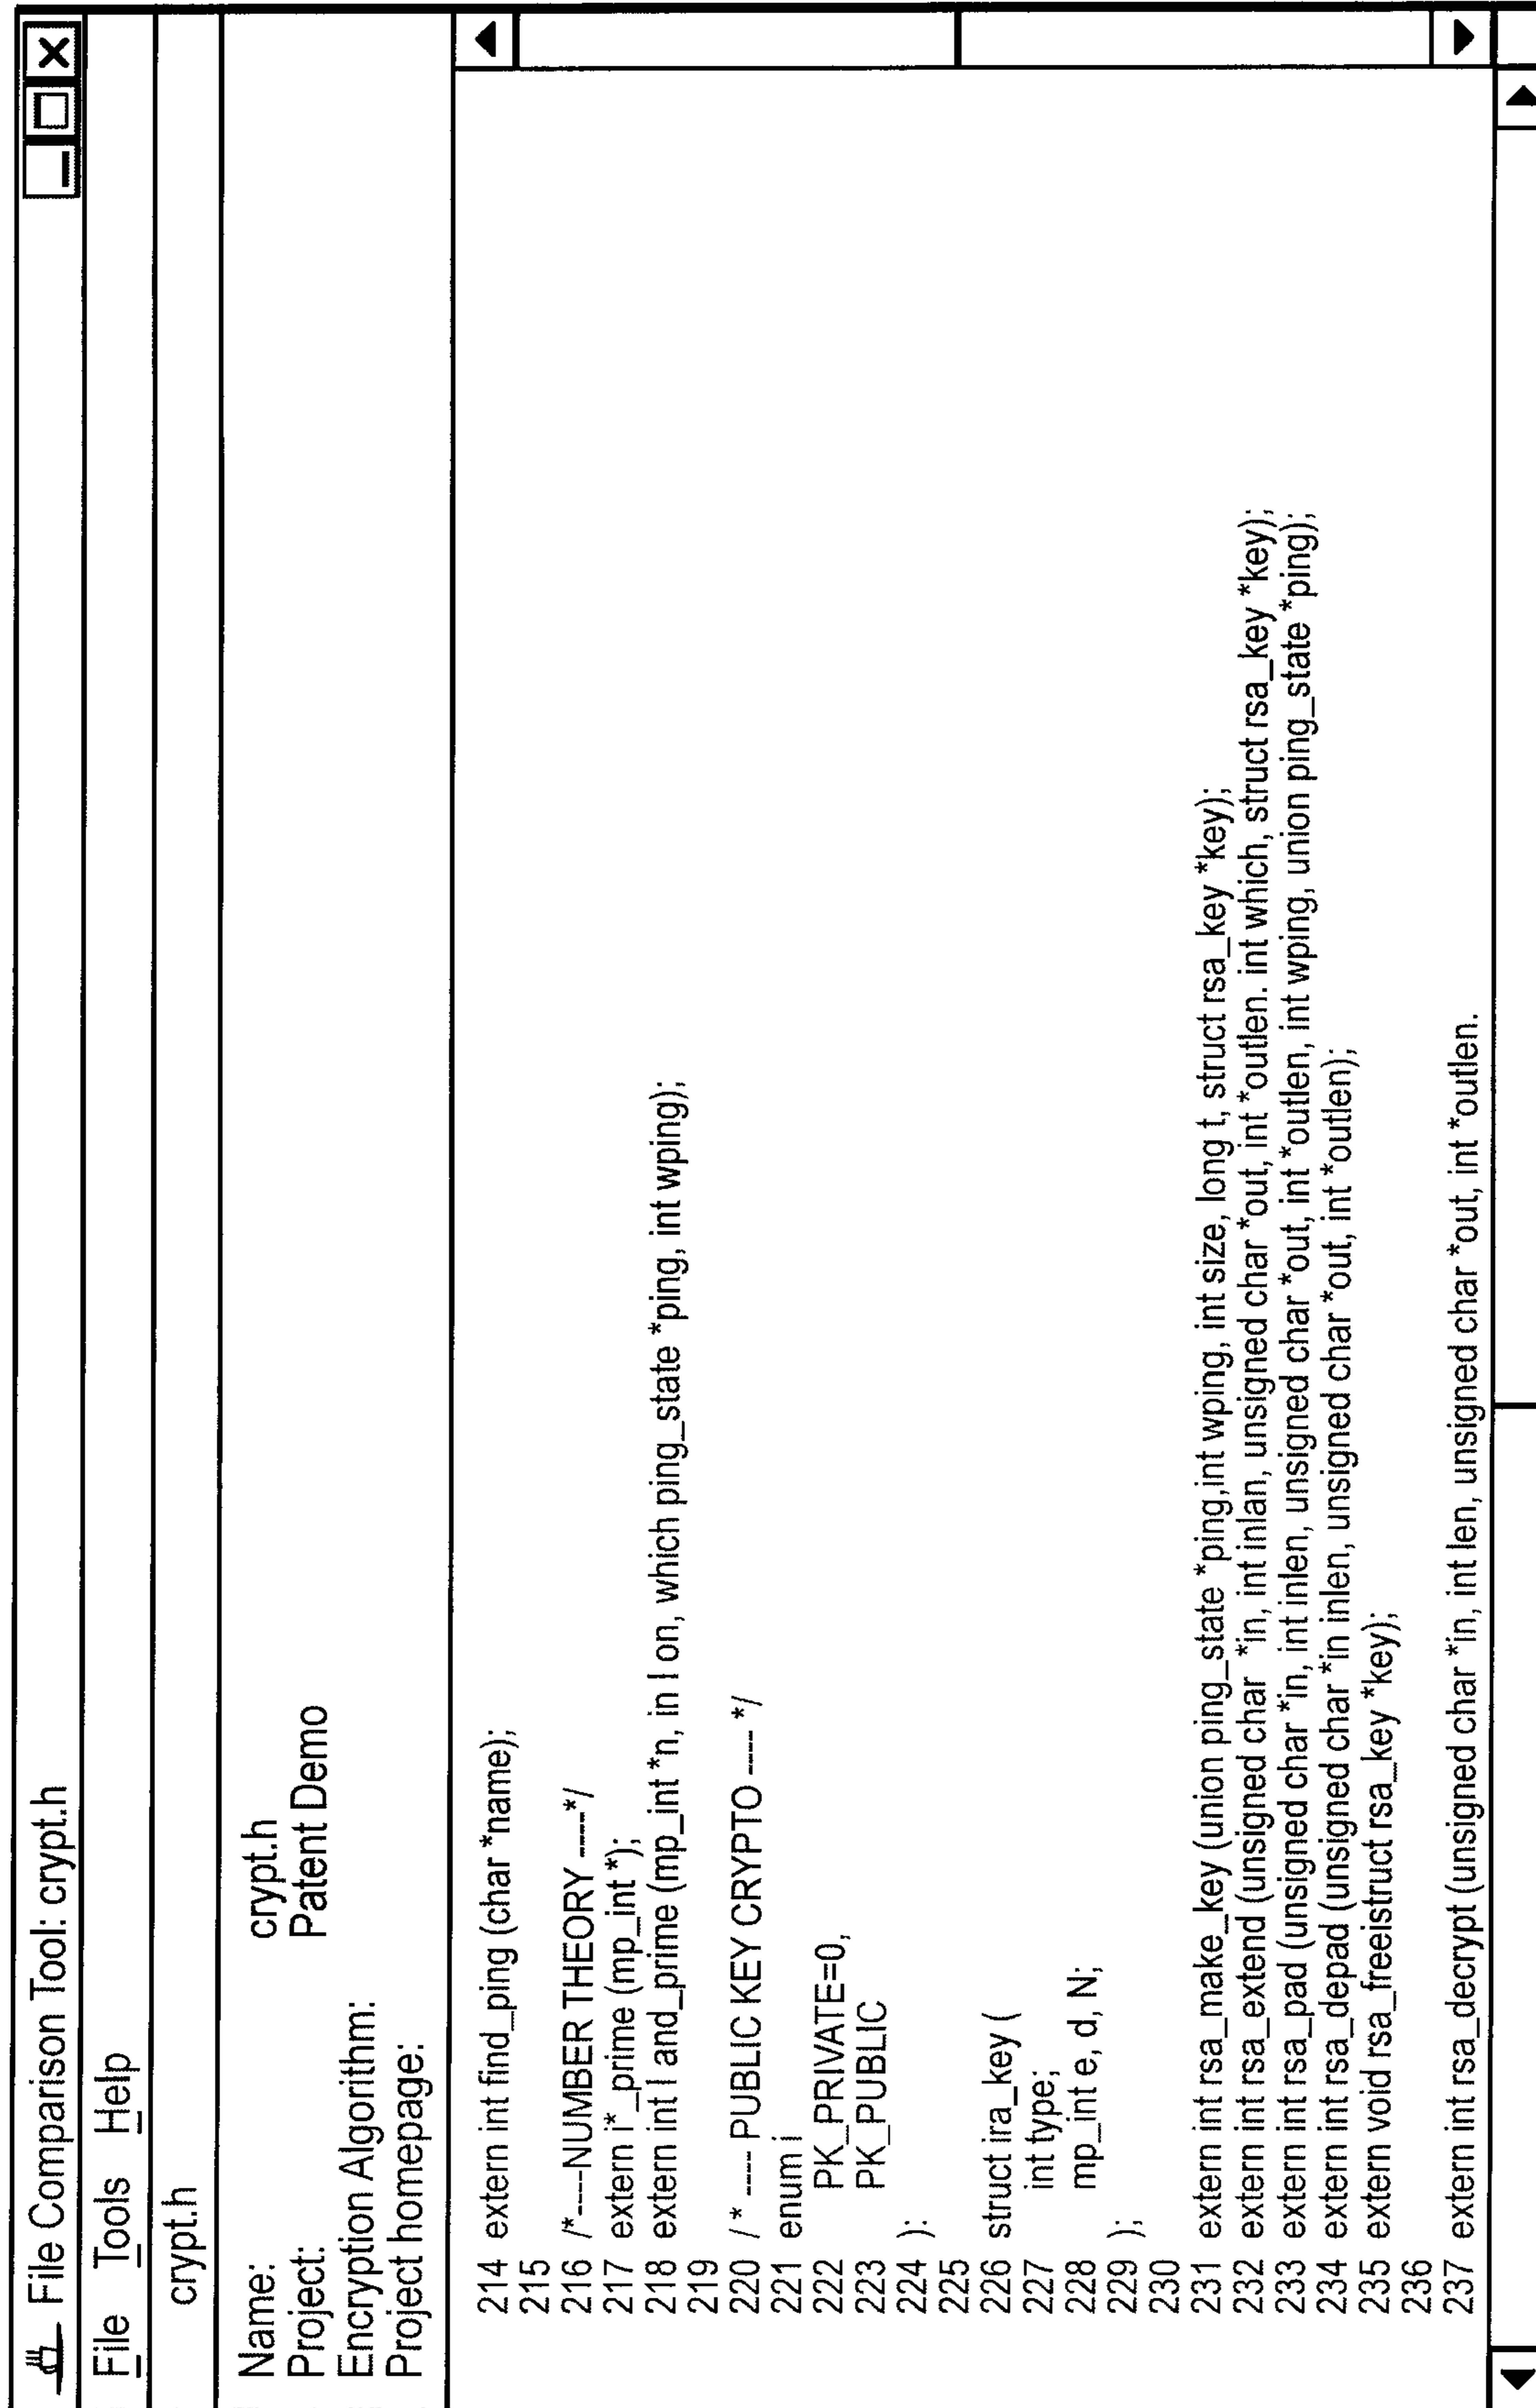 File Comparison Tool: crypt.h
File Tools Help
crypt.h
Name: crypt.h
Project: Patent Demo
Encryption Algorithm:
Project homepage:
214 extern int find_ping (char *name);
215
216 /*----NUMBER THEORY ----*/
217 extern i*_prime (mp_int *);
218 extern int l and_prime (mp_int *n, in l on, which ping_state *ping, int wping);
219
220 / * ---- PUBLIC KEY CRYPTO ---- */
221 enum i
222 PK_PRIVATE=0,
223 PK_PUBLIC
224 ):
225
226 struct ira_key (
227 int type;
228 mp_int e, d, N;
229 );
230
231 extern int rsa_make_key (union ping_state *ping,int wping, int size, long t, struct rsa_key *key);
232 extern int rsa_extend (unsigned char *in, int inlan, unsigned char *out, int *outlen. int which, struct rsa_key *key);
233 extern int rsa_pad (unsigned char *in, int inlen, unsigned char *out, int *outlen, int wping, union ping_state *ping);
234 extern int rsa_depad (unsigned char *in inlen, unsigned char *out, int *outlen);
235 extern void rsa_freeistruct rsa_key *key);
236
237 extern int rsa_decrypt (unsigned char *in, int len, unsigned char *out, int *outlen.